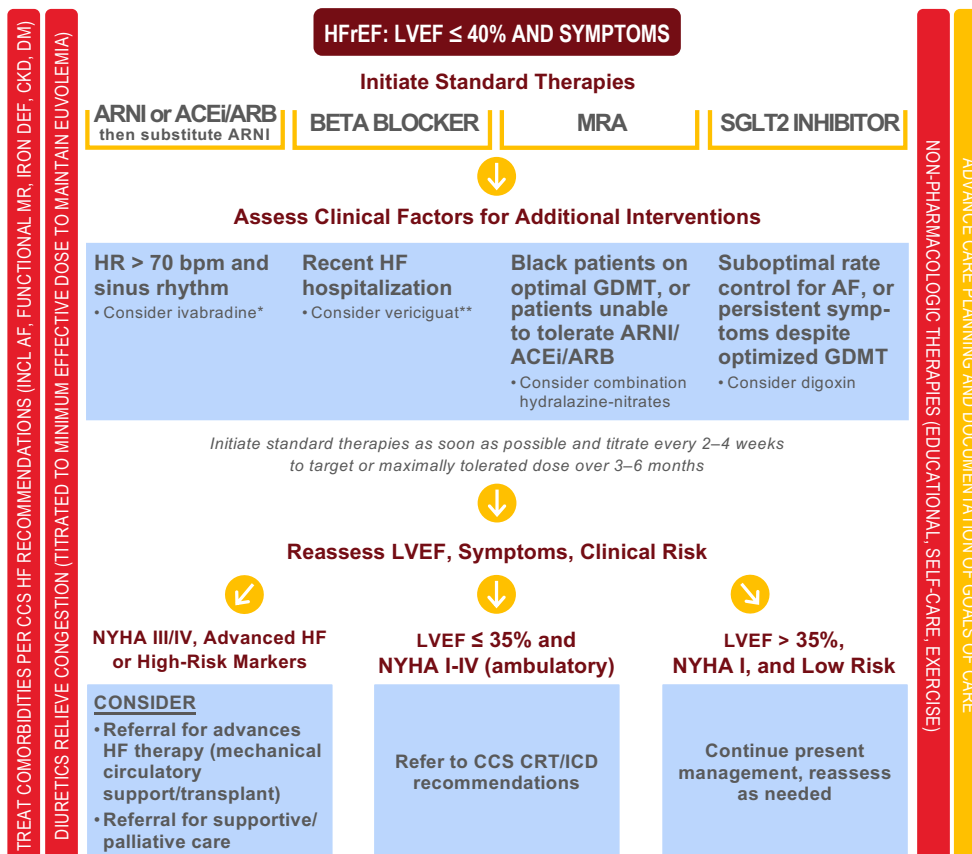 HFrEF: LVEF ≤ 40% AND SYMPTOMS
Initiate Standard Therapies
ARNI or ACEi/ARB
then substitute ARNI
BETA BLOCKER
MRA
SGLT2 INHIBITOR
Assess Clinical Factors for Additional Interventions
HR > 70 bpm and
sinus rhythm
• Consider ivabradine*
Recent HF
hospitalization
• Consider vericiguat**
Black patients on
optimal GDMT, or
patients unable
to tolerate ARNI/
ACEi/ARB
• Consider combination
hydralazine-nitrates
Suboptimal rate
control for AF, or
persistent symp-
toms despite
optimized GDMT
• Consider digoxin
Initiate standard therapies as soon as possible and titrate every 2–4 weeks
to target or maximally tolerated dose over 3–6 months
Reassess LVEF, Symptoms, Clinical Risk
NYHA III/IV, Advanced HF
or High-Risk Markers
CONSIDER
• Referral for advances
HF therapy (mechanical
circulatory
support/transplant)
• Referral for supportive/
palliative care
LVEF ≤ 35% and
NYHA I-IV (ambulatory)
Refer to CCS CRT/ICD
recommendations
LVEF > 35%,
NYHA I, and Low Risk
Continue present
management, reassess
as needed
TREAT COMORBIDITIES PER CCS HF RECOMMENDATIONS (INCL AF, FUNCTIONAL MR, IRON DEF, CKD, DM)
DIURETICS RELIEVE CONGESTION (TITRATED TO MINIMUM EFFECTIVE DOSE TO MAINTAIN EUVOLEMIA)
NON-PHARMACOLOGIC THERAPIES (EDUCATIONAL, SELF-CARE, EXERCISE)
ADVANCE CARE PLANNING AND DOCUMENTATION OF GOALS OF CARE